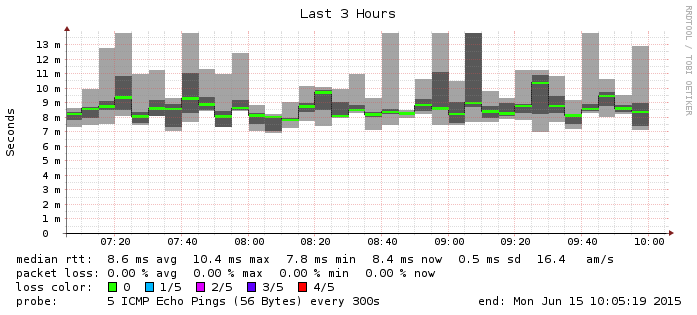 Last 3 Hours
RRDTOOL / TOBI OETIKER
Seconds
13 m
12 m
11 m
10 m
9 m
8 m
7 m
6 m
5 m
4 m
3 m
2 m
1 m
0
07:20 07:40 08:00 08:20 08:40 09:00 09:20 09:40 10:00
median rtt: 8.6 ms avg 10.4 ms max 7.8 ms min 8.4 ms now 0.5 ms sd 16.4 am/s
packet loss: 0.00 % avg 0.00 % max 0.00 % min 0.00 % now
loss color: 0 1/5 2/5 3/5 4/5
probe: 5 ICMP Echo Pings (56 Bytes) every 300s end: Mon Jun 15 10:05:19 2015